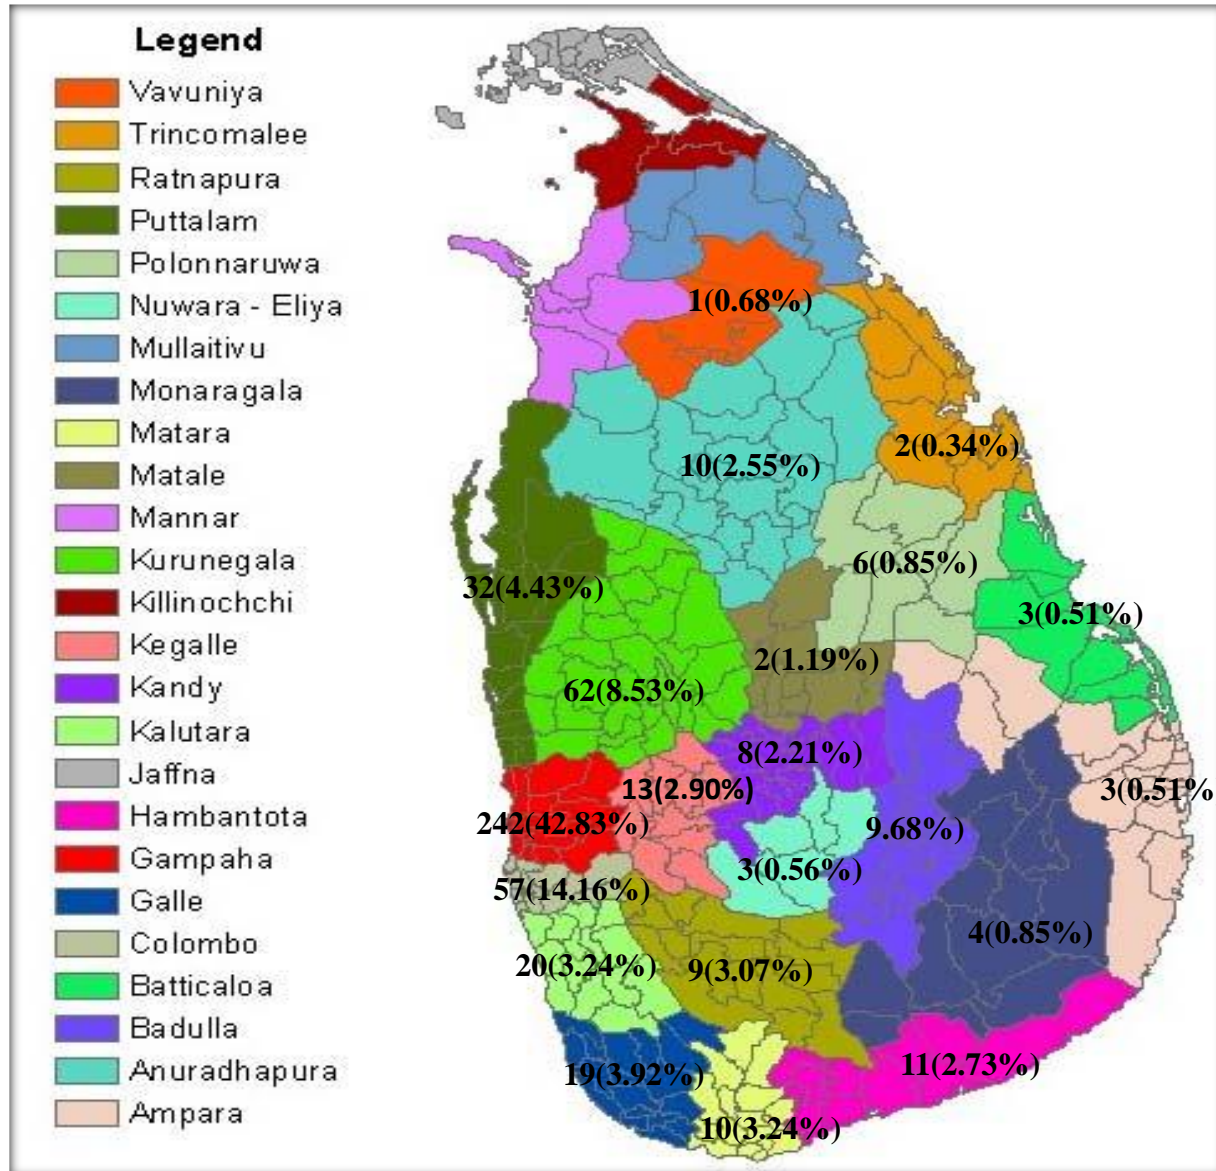 Legend
Vavuniya
Trincomalee
Ratnapura
Puttalam
Polonnaruwa
Nuwara - Eliya
Mullaitivu
Monaragala
Matara
Matale
Mannar
Kurunegala
Killinochchi
Kegalle
Kandy
Kalutara
Jaffna
Hambantota
Gampaha
Galle
Colombo
Batticaloa
Badulla
Anuradhapura
Ampara
1(0.68%)
2(0.34%)
10(2.55%)
6(0.85%)
32(4.43%)
3(0.51%)
2(1.19%)
62(8.53%)
8(2.21%)
13(2.90%)
3(0.51%
242(42.83%)
9.68%)
3(0.56%)
57(14.16%)
4(0.85%)
20(3.24%)
9(3.07%)
11(2.73%)
19(3.92%)
10(3.24%)